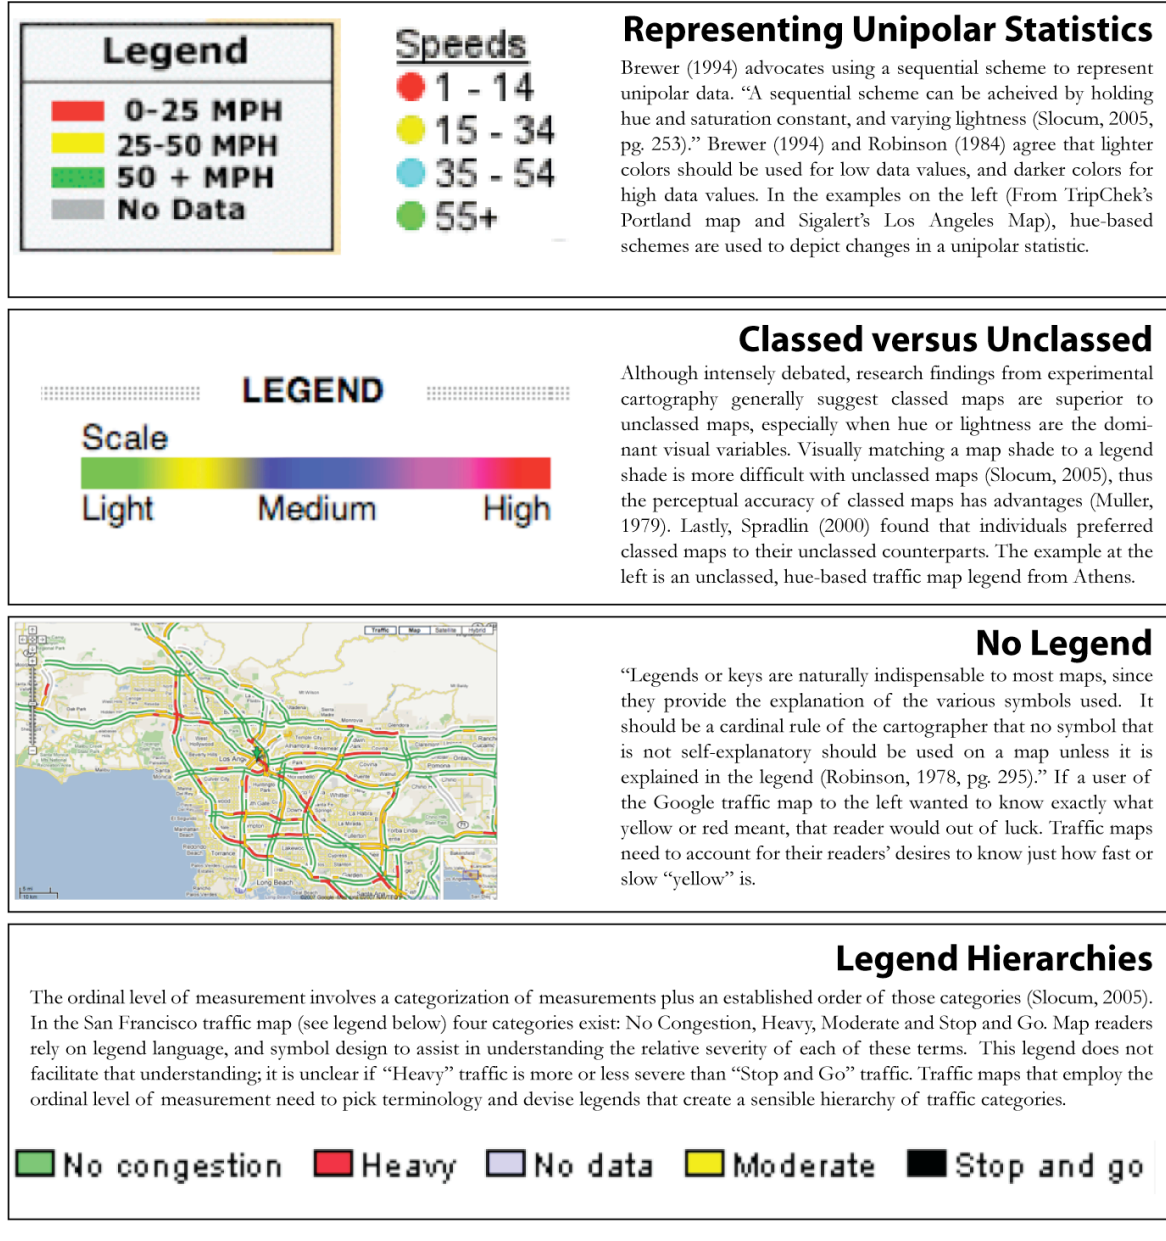 Legend
0-25 MPH
25-50 MPH
50 + MPH
No Data
Speeds
1 - 14
15 - 34
35 - 54
55+
Representing Unipolar Statistics
Brewer (1994) advocates using a sequential scheme to represent
unipolar data. “A sequential scheme can be acheived by holding
hue and saturation constant, and varying lightness (Slocum, 2005,
pg. 253).” Brewer (1994) and Robinson (1984) agree that lighter
colors should be used for low data values, and darker colors for
high data values. In the examples on the left (From TripChek’s
Portland map and Sigalert’s Los Angeles Map), hue-based
schemes are used to depict changes in a unipolar statistic.
LEGEND
Scale
Light Medium High
Classed versus Unclassed
Although intensely debated, research findings from experimental
cartography generally suggest classed maps are superior to
unclassed maps, especially when hue or lightness are the domi-
nant visual variables. Visually matching a map shade to a legend
shade is more difficult with unclassed maps (Slocum, 2005), thus
the perceptual accuracy of classed maps has advantages (Muller,
1979). Lastly, Spradlin (2000) found that individuals preferred
classed maps to their unclassed counterparts. The example at the
left is an unclassed, hue-based traffic map legend from Athens.
Traffic Map Satellite Hybrid
Los Ang
Long Beach
No Legend
“Legends or keys are naturally indispensable to most maps, since
they provide the explanation of the various symbols used. It
should be a cardinal rule of the cartographer that no symbol that
is not self-explanatory should be used on a map unless it is
explained in the legend (Robinson, 1978, pg. 295).” If a user of
the Google traffic map to the left wanted to know exactly what
yellow or red meant, that reader would out of luck. Traffic maps
need to account for their readers’ desires to know just how fast or
slow “yellow” is.
Legend Hierarchies
The ordinal level of measurement involves a categorization of measurements plus an established order of those categories (Slocum, 2005).
In the San Francisco traffic map (see legend below) four categories exist: No Congestion, Heavy, Moderate and Stop and Go. Map readers
rely on legend language, and symbol design to assist in understanding the relative severity of each of these terms. This legend does not
facilitate that understanding; it is unclear if “Heavy” traffic is more or less severe than “Stop and Go” traffic. Traffic maps that employ the
ordinal level of measurement need to pick terminology and devise legends that create a sensible hierarchy of traffic categories.
No congestion Heavy No data Moderate Stop and go